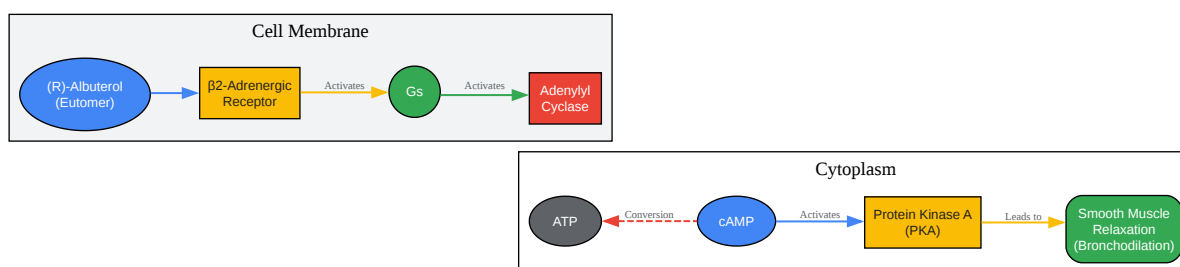 Cell Membrane
(R)-Albuterol
(Eutomer)
β2-Adrenergic
Receptor
Activates
Gs
Activates
Adenylyl
Cyclase
Cytoplasm
ATP
Conversion
cAMP
Activates
Protein Kinase A
(PKA)
Leads to
Smooth Muscle
Relaxation
(Bronchodilation)